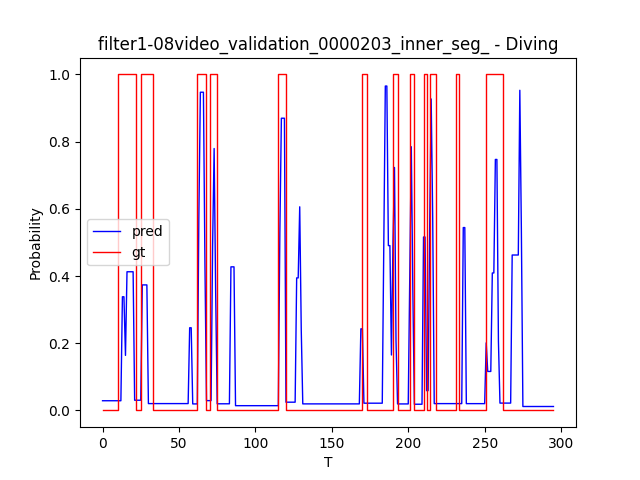 filter1-08video_validation_0000203_inner_seg_ - Diving
1.0
0.8
0.6
0.4
0.2
0.0
Probability
pred
gt
0 50 100 150 200 250 300
T